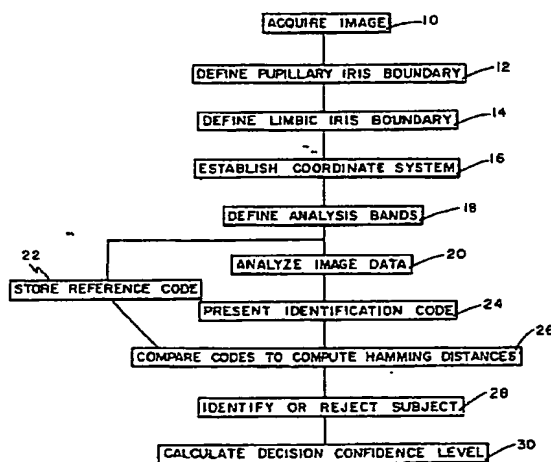 ACQUIRE IMAGE 10
DEFINE PUPILLARY IRIS BOUNDARY 12
DEFINE LIMBIC IRIS BOUNDARY 14
ESTABLISH COORDINATE SYSTEM 16
DEFINE ANALYSIS BANDS 18
22
ANALYZE IMAGE DATA 20
STORE REFERENCE CODE
PRESENT IDENTIFICATION CODE 24
COMPARE CODES TO COMPUTE HAMMING DISTANCES 26
IDENTIFY OR REJECT SUBJECT 28
CALCULATE DECISION CONFIDENCE LEVEL 30